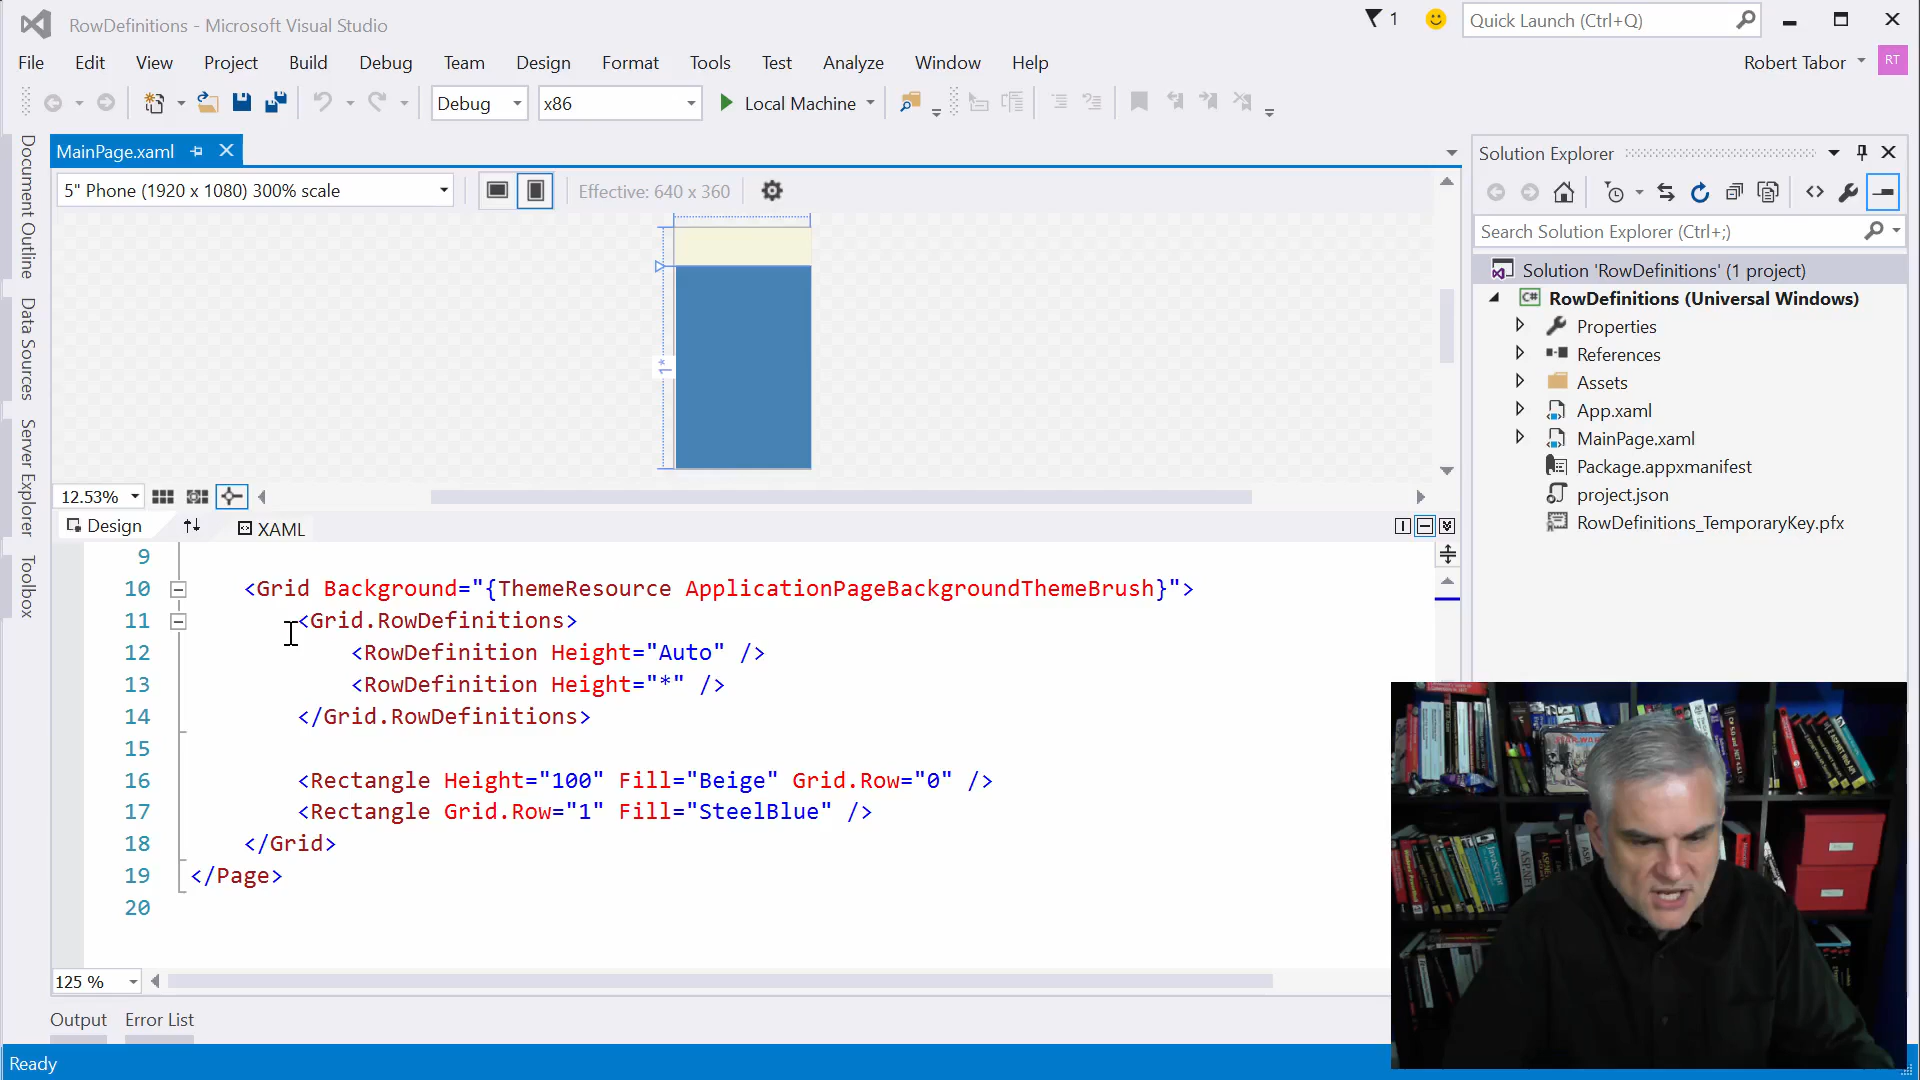 RowDefinitions - Microsoft Visual Studio
1
Quick Launch (Ctrl+Q)
File Edit View Project Build Debug Team Design Format Tools Test Analyze Window Help
Robert Tabor RT
Debug x86 Local Machine
Document Outline
Data Sources
Server Explorer
Toolbox
MainPage.xaml
5" Phone (1920 x 1080) 300% scale
Effective: 640 x 360
1*
12.53%
Design
XAML
9
10 <Grid Background="{ThemeResource ApplicationPageBackgroundThemeBrush}">
11 <Grid.RowDefinitions>
12 <RowDefinition Height="Auto" />
13 <RowDefinition Height="*" />
14 </Grid.RowDefinitions>
15
16 <Rectangle Height="100" Fill="Beige" Grid.Row="0" />
17 <Rectangle Grid.Row="1" Fill="SteelBlue" />
18 </Grid>
19 </Page>
20
125 %
Output Error List
Ready
Solution Explorer
Search Solution Explorer (Ctrl+;)
Solution 'RowDefinitions' (1 project)
C# RowDefinitions (Universal Windows)
Properties
References
Assets
App.xaml
MainPage.xaml
Package.appxmanifest
project.json
RowDefinitions_TemporaryKey.pfx